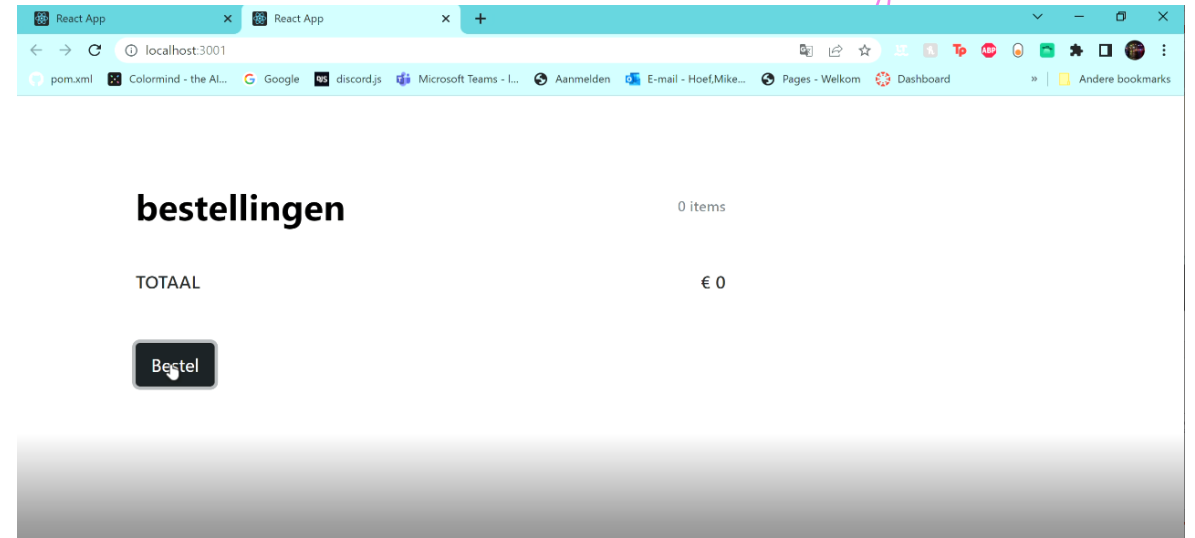 React App
React App
localhost:3001
pom.xml Colormind - the AI... Google discord.js Microsoft Teams - I... Aanmelden E-mail - Hoef,Mike... Pages - Welkom Dashboard » Andere bookmarks
bestellingen 0 items
TOTAAL € 0
Bestel